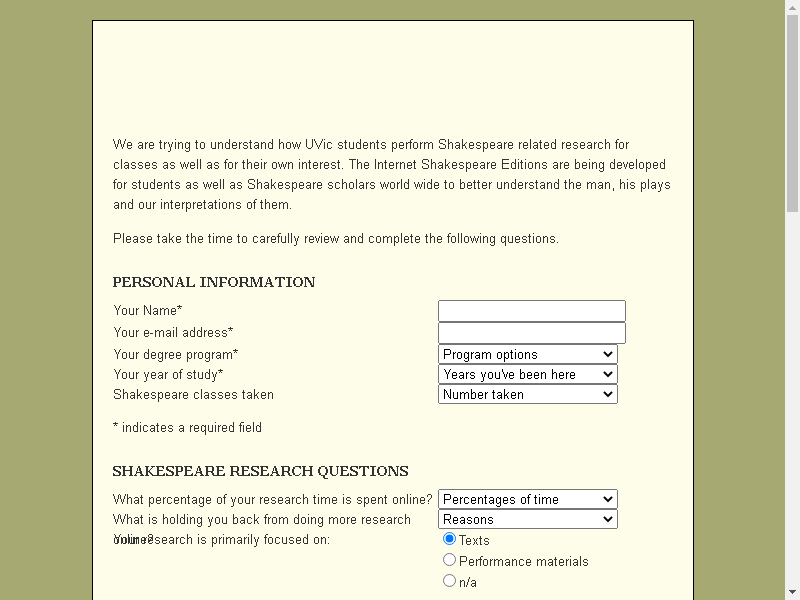 We are trying to understand how UVic students perform Shakespeare related research for
classes as well as for their own interest. The Internet Shakespeare Editions are being developed
for students as well as Shakespeare scholars world wide to better understand the man, his plays
and our interpretations of them.
Please take the time to carefully review and complete the following questions.
PERSONAL INFORMATION
Your Name*
Your e-mail address*
Your degree program* Program options
Your year of study* Years you've been here
Shakespeare classes taken Number taken
* indicates a required field
SHAKESPEARE RESEARCH QUESTIONS
What percentage of your research time is spent online? Percentages of time
What is holding you back from doing more research Reasons
online?
Your research is primarily focused on: Texts
Performance materials
n/a